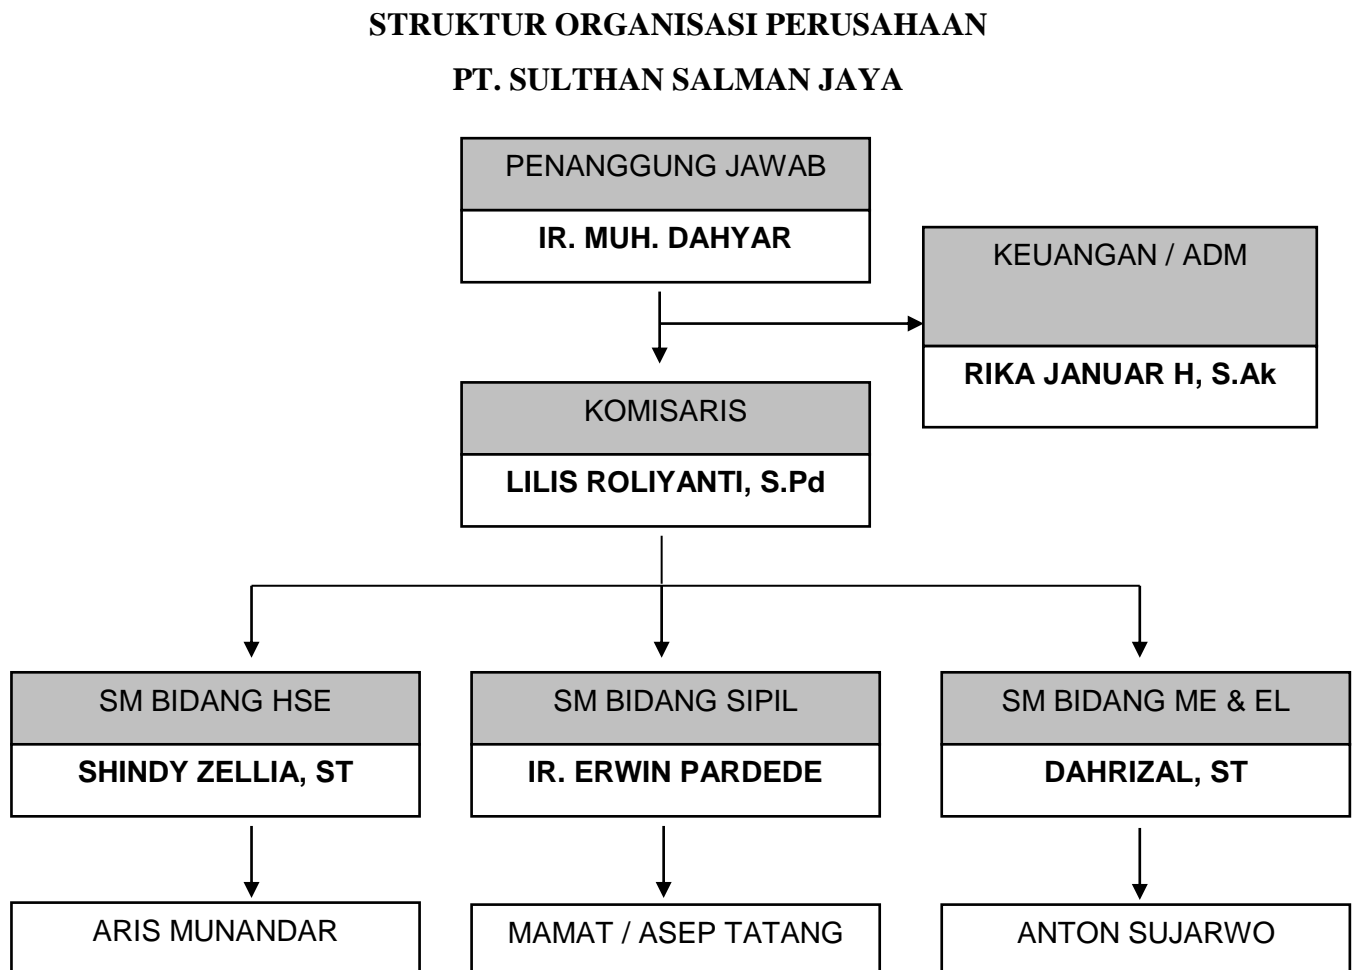 STRUKTUR ORGANISASI PERUSAHAAN
PT. SULTHAN SALMAN JAYA
PENANGGUNG JAWAB
IR. MUH. DAHYAR
KEUANGAN / ADM
RIKA JANUAR H, S.Ak
KOMISARIS
LILIS ROLIYANTI, S.Pd
SM BIDANG HSE
SHINDY ZELLIA, ST
SM BIDANG SIPIL
IR. ERWIN PARDEDE
SM BIDANG ME & EL
DAHRIZAL, ST
ARIS MUNANDAR
MAMAT / ASEP TATANG
ANTON SUJARWO